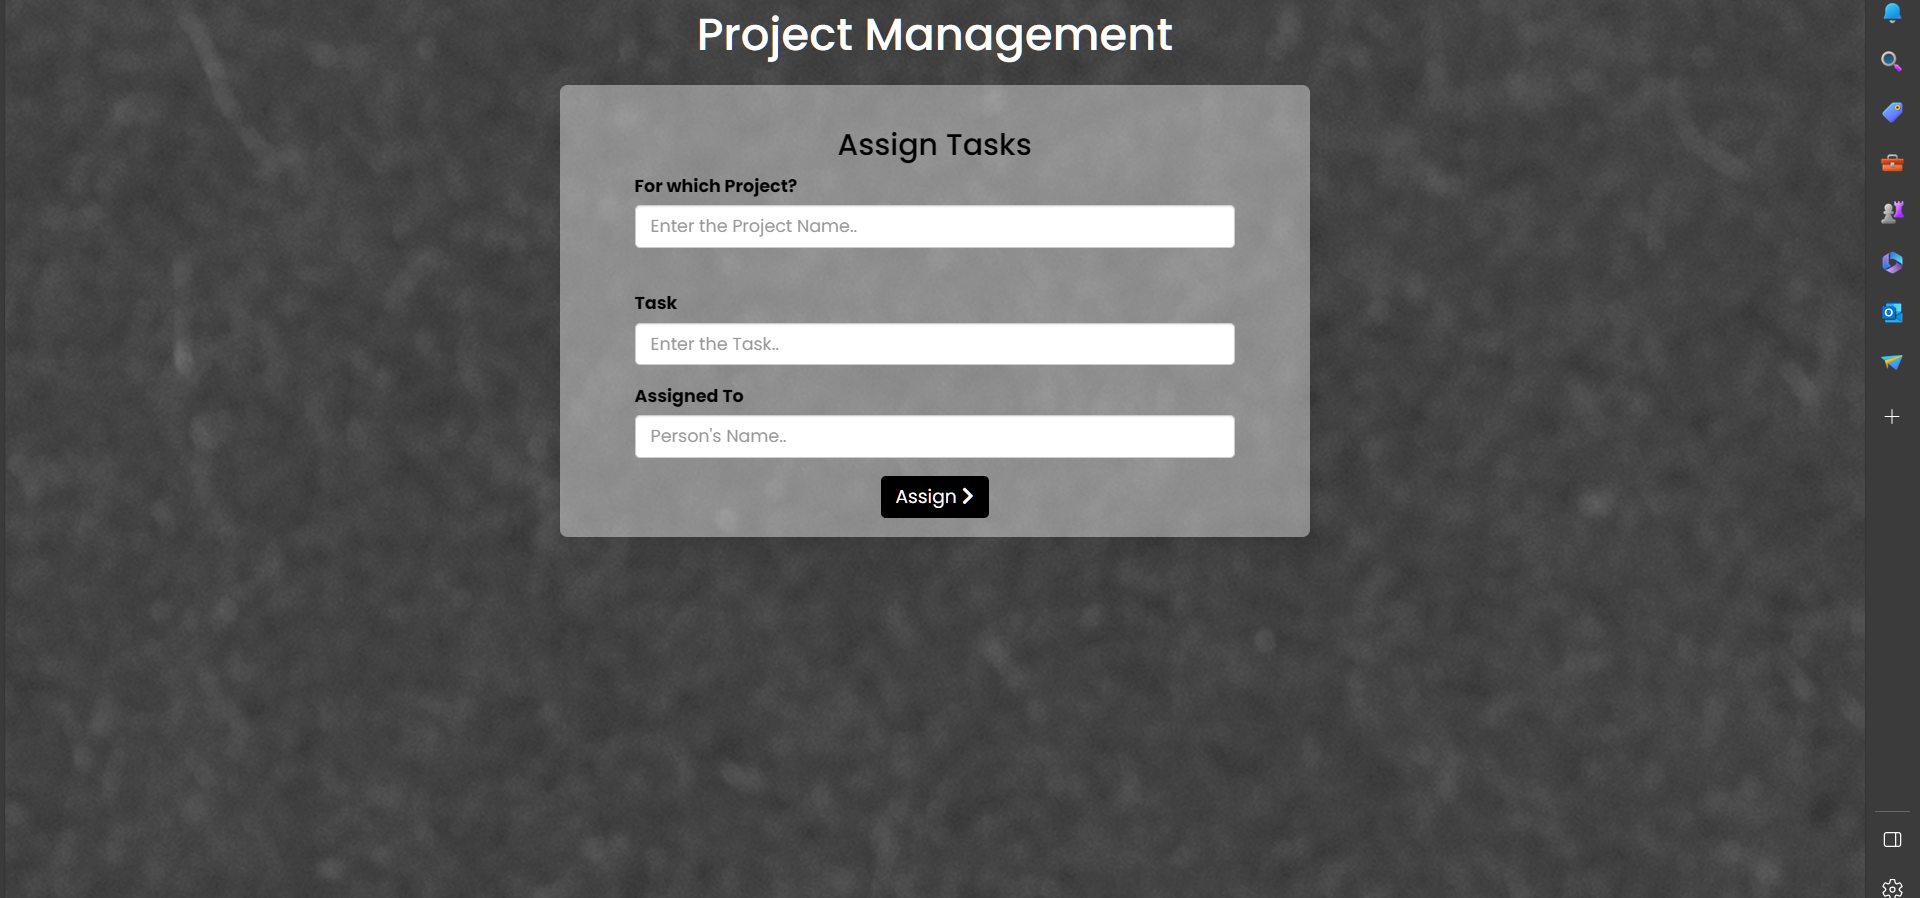 Project Management
Assign Tasks
For which Project?
Enter the Project Name..
Task
Enter the Task..
Assigned To
Person's Name..
Assign